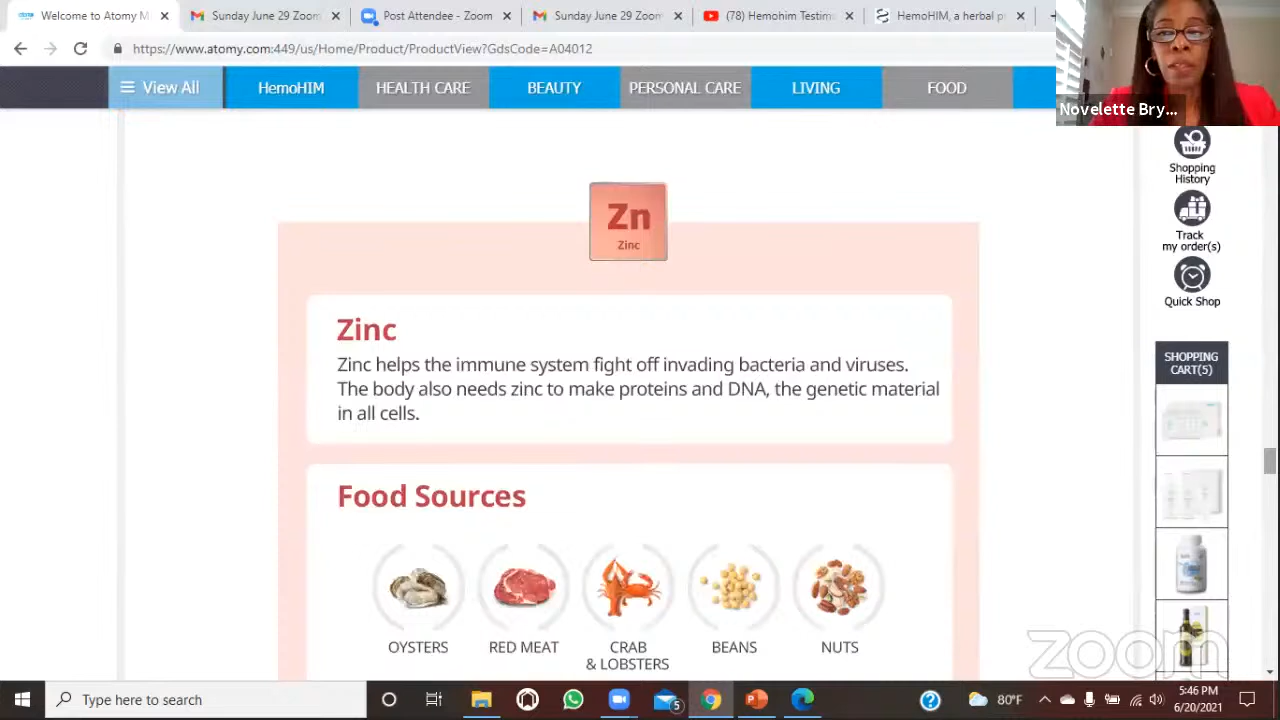 Welcome to Atomy M
Sunday June 29 Zoom
Post Attendee - Zoom
Sunday June 29 Zoom
(78) Hemohim Testim
HemoHIM, a herbal p
https://www.atomy.com:449/us/Home/Product/ProductView?GdsCode=A04012
View All
HemoHIM
HEALTH CARE
BEAUTY
PERSONAL CARE
LIVING
FOOD
Novelette Bry...
Shopping
History
Track
my order(s)
Quick Shop
SHOPPING
CART(5)
Zn
Zinc
Zinc
Zinc helps the immune system fight off invading bacteria and viruses.
The body also needs zinc to make proteins and DNA, the genetic material
in all cells.
Food Sources
OYSTERS
RED MEAT
CRAB
& LOBSTERS
BEANS
NUTS
zoom
Type here to search
5
80°F
5:46 PM
6/20/2021